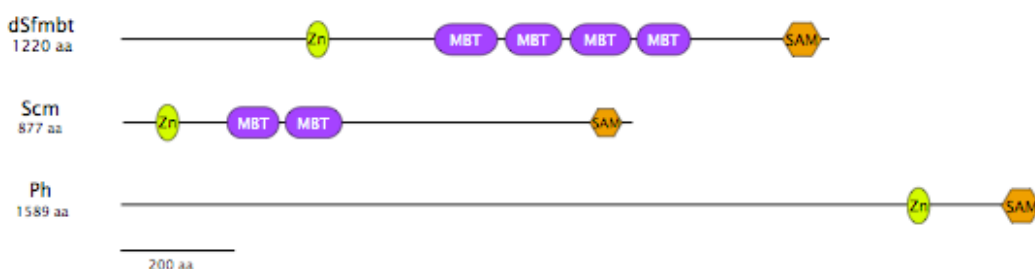 dSfmbt
1220 aa
Zn MBT MBT MBT MBT SAM
Scm
877 aa
Zn MBT MBT SAM
Ph
1589 aa
Zn SAM
200 aa